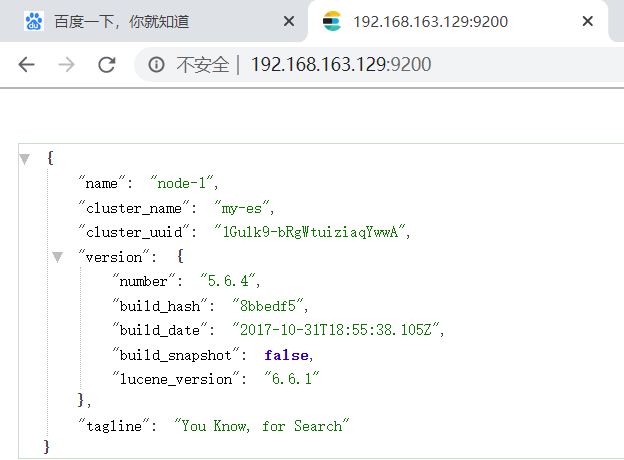 百度一下，你就知道
192.168.163.129:9200
不安全 | 192.168.163.129:9200
{
"name": "node-1",
"cluster_name": "my-es",
"cluster_uuid": "1Gulk9-bRgWtuiziaqYwwA",
"version": {
"number": "5.6.4",
"build_hash": "8bbedf5",
"build_date": "2017-10-31T18:55:38.105Z",
"build_snapshot": false,
"lucene_version": "6.6.1"
},
"tagline": "You Know, for Search"
}